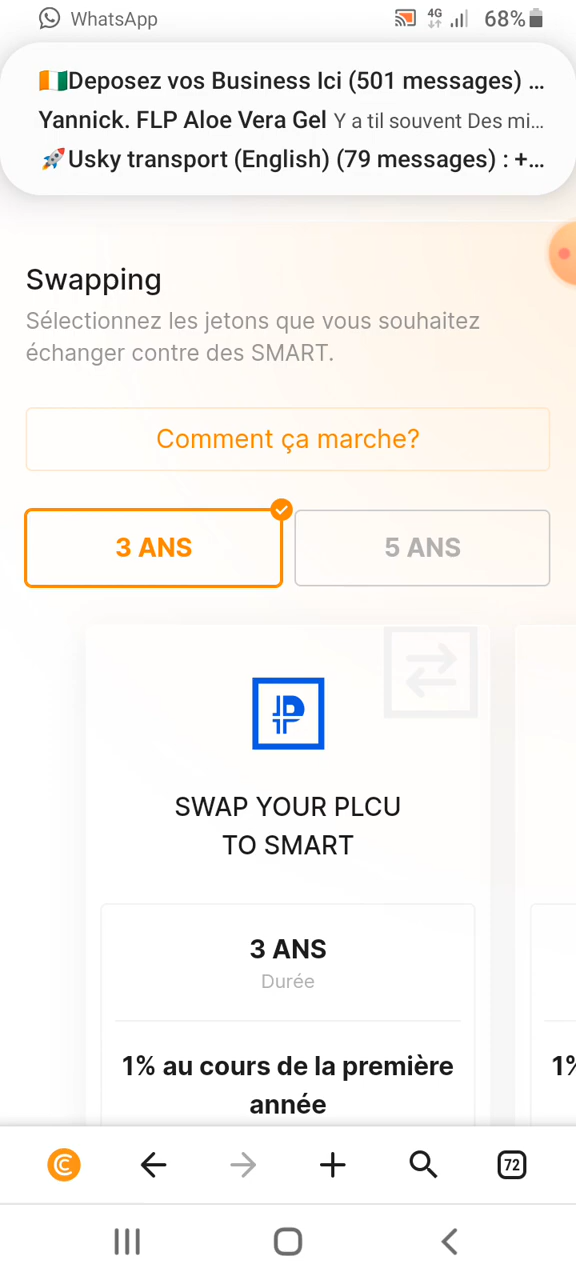 WhatsApp
4G
68%
🇨🇮Deposez vos Business Ici (501 messages) ...
Yannick. FLP Aloe Vera Gel Y a til souvent Des mi...
🚀Usky transport (English) (79 messages) : +...
Swapping
Sélectionnez les jetons que vous souhaitez
échanger contre des SMART.
Comment ça marche?
3 ANS
5 ANS
SWAP YOUR PLCU
TO SMART
3 ANS
Durée
1% au cours de la première
année
1%
72